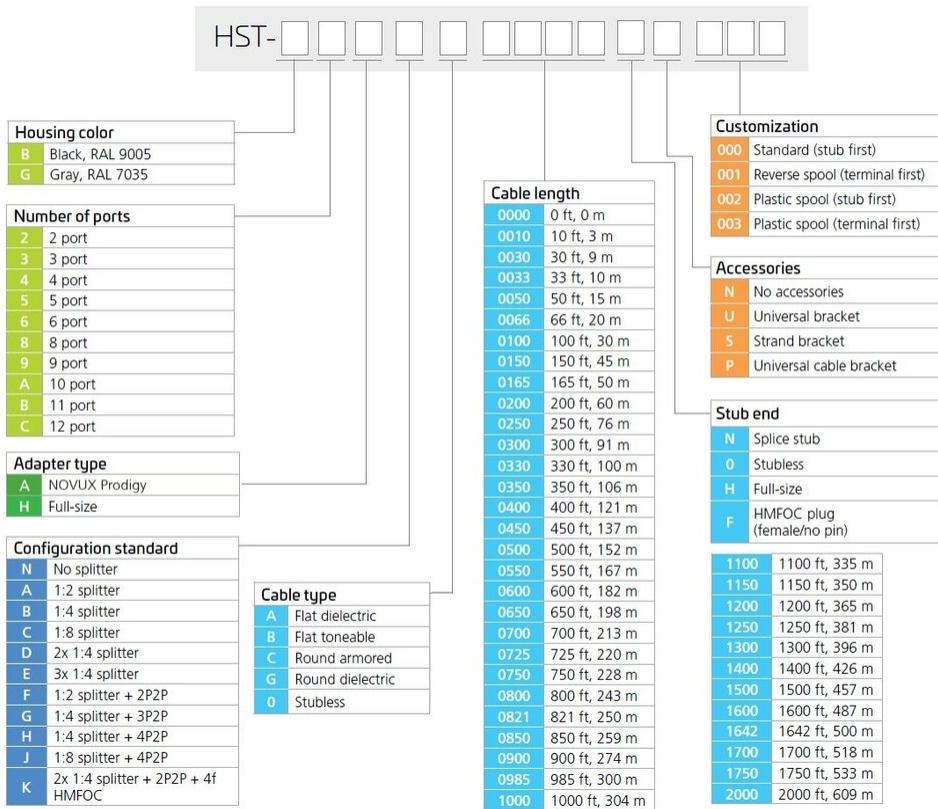 HST-
Housing color
B Black, RAL 9005
G Gray, RAL 7035
Number of ports
2 2 port
3 3 port
4 4 port
5 5 port
6 6 port
8 8 port
9 9 port
A 10 port
B 11 port
C 12 port
Adapter type
A NOVUX Prodigy
H Full-size
Configuration standard
N No splitter
A 1:2 splitter
B 1:4 splitter
C 1:8 splitter
D 2x 1:4 splitter
E 3x 1:4 splitter
F 1:2 splitter + 2P2P
G 1:4 splitter + 3P2P
H 1:4 splitter + 4P2P
J 1:8 splitter + 4P2P
K 2x 1:4 splitter + 2P2P + 4f
HMFOC
Cable type
A Flat dielectric
B Flat toneable
C Round armored
G Round dielectric
0 Stubless
Cable length
0000 0 ft, 0 m
0010 10 ft, 3 m
0030 30 ft, 9 m
0033 33 ft, 10 m
0050 50 ft, 15 m
0066 66 ft, 20 m
0100 100 ft, 30 m
0150 150 ft, 45 m
0165 165 ft, 50 m
0200 200 ft, 60 m
0250 250 ft, 76 m
0300 300 ft, 91 m
0330 330 ft, 100 m
0350 350 ft, 106 m
0400 400 ft, 121 m
0450 450 ft, 137 m
0500 500 ft, 152 m
0550 550 ft, 167 m
0600 600 ft, 182 m
0650 650 ft, 198 m
0700 700 ft, 213 m
0725 725 ft, 220 m
0750 750 ft, 228 m
0800 800 ft, 243 m
0821 821 ft, 250 m
0850 850 ft, 259 m
0900 900 ft, 274 m
0985 985 ft, 300 m
1000 1000 ft, 304 m
1100 1100 ft, 335 m
1150 1150 ft, 350 m
1200 1200 ft, 365 m
1250 1250 ft, 381 m
1300 1300 ft, 396 m
1400 1400 ft, 426 m
1500 1500 ft, 457 m
1600 1600 ft, 487 m
1642 1642 ft, 500 m
1700 1700 ft, 518 m
1750 1750 ft, 533 m
2000 2000 ft, 609 m
Stub end
N Splice stub
0 Stubless
H Full-size
F HMFOC plug
(female/no pin)
Accessories
N No accessories
U Universal bracket
S Strand bracket
P Universal cable bracket
Customization
000 Standard (stub first)
001 Reverse spool (terminal first)
002 Plastic spool (stub first)
003 Plastic spool (terminal first)